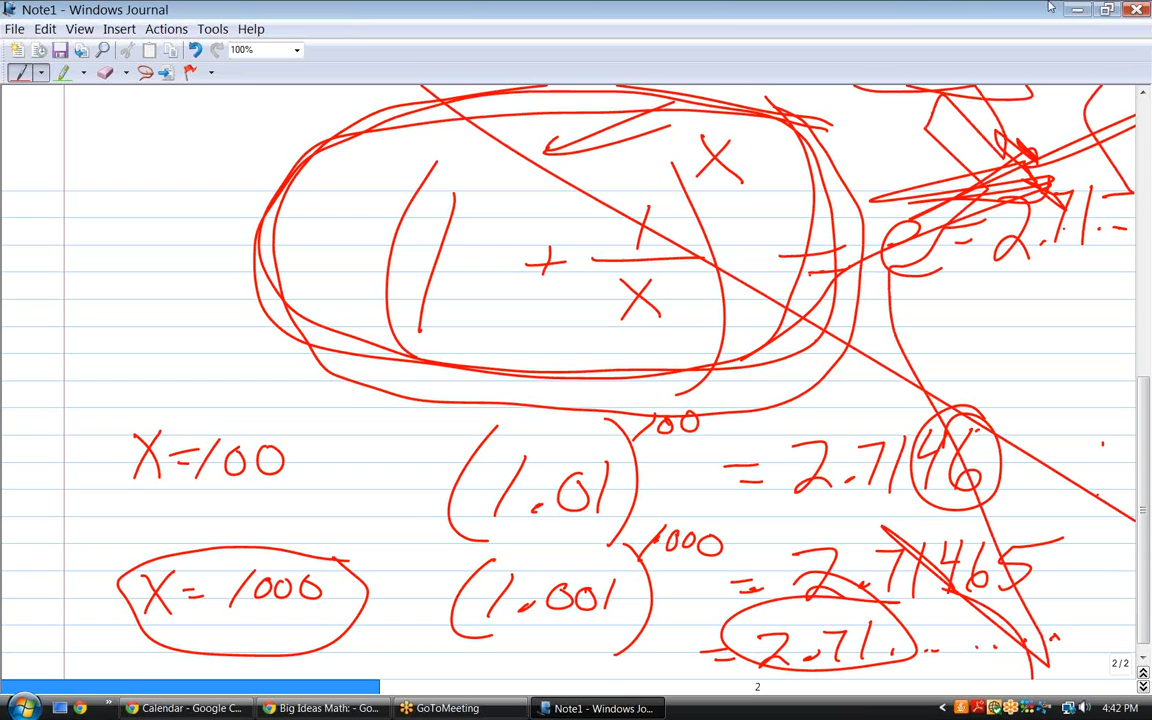 Note1 - Windows Journal
File Edit View Insert Actions Tools Help
100%
(1 + 1/x)^x = e = 2.71..
x=100 (1.01)^100 = 2.7146
x=1000 (1.001)^1000 = 2.71465
= 2.71.....
2/2
2
Calendar - Google C... Big Ideas Math: - Go... GoToMeeting Note1 - Windows Jo... 4:42 PM